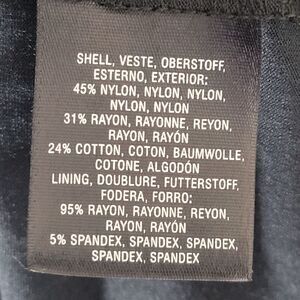 SHELL, VESTE, OBERSTOFF,
ESTERNO, EXTERIOR:
45% NYLON, NYLON, NYLON,
NYLON, NYLON
31% RAYON, RAYONNE, REYON,
RAYON, RAYÓN
24% COTTON, COTON, BAUMWOLLE,
COTONE, ALGODÓN
LINING, DOUBLURE, FUTTERSTOFF,
FODERA, FORRO:
95% RAYON, RAYONNE, REYON,
RAYON, RAYÓN
5% SPANDEX, SPANDEX, SPANDEX,
SPANDEX, SPANDEX